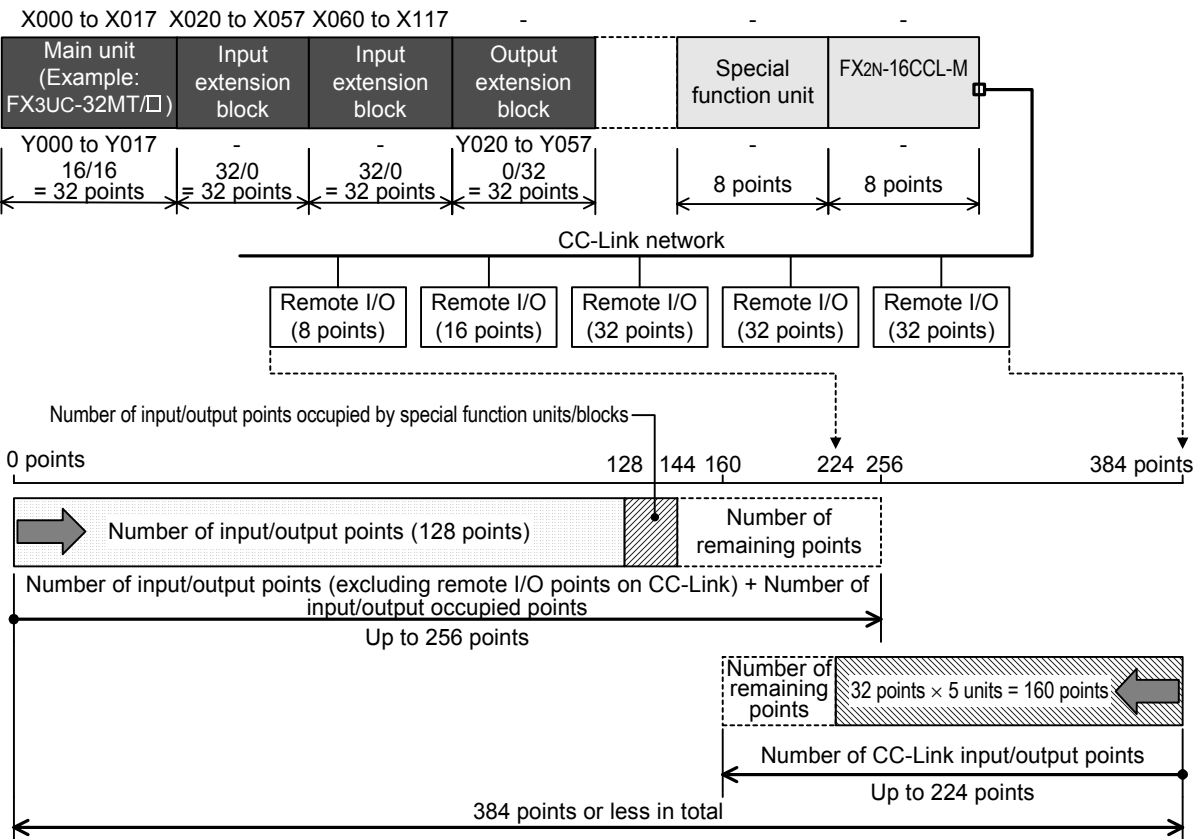 X000 to X017 X020 to X057 X060 to X117 - - -
Main unit
(Example:
FX3UC-32MT/□)
Input
extension
block
Input
extension
block
Output
extension
block
Special
function unit
FX2N-16CCL-M
Y000 to Y017 - - Y020 to Y057 - -
16/16
= 32 points
32/0
= 32 points
32/0
= 32 points
0/32
= 32 points
8 points
8 points
CC-Link network
Remote I/O
(8 points)
Remote I/O
(16 points)
Remote I/O
(32 points)
Remote I/O
(32 points)
Remote I/O
(32 points)
Number of input/output points occupied by special function units/blocks
0 points 128 144 160 224 256 384 points
Number of input/output points (128 points)
Number of
remaining points
Number of input/output points (excluding remote I/O points on CC-Link) + Number of
input/output occupied points
Up to 256 points
Number of
remaining
points
32 points × 5 units = 160 points
Number of CC-Link input/output points
Up to 224 points
384 points or less in total